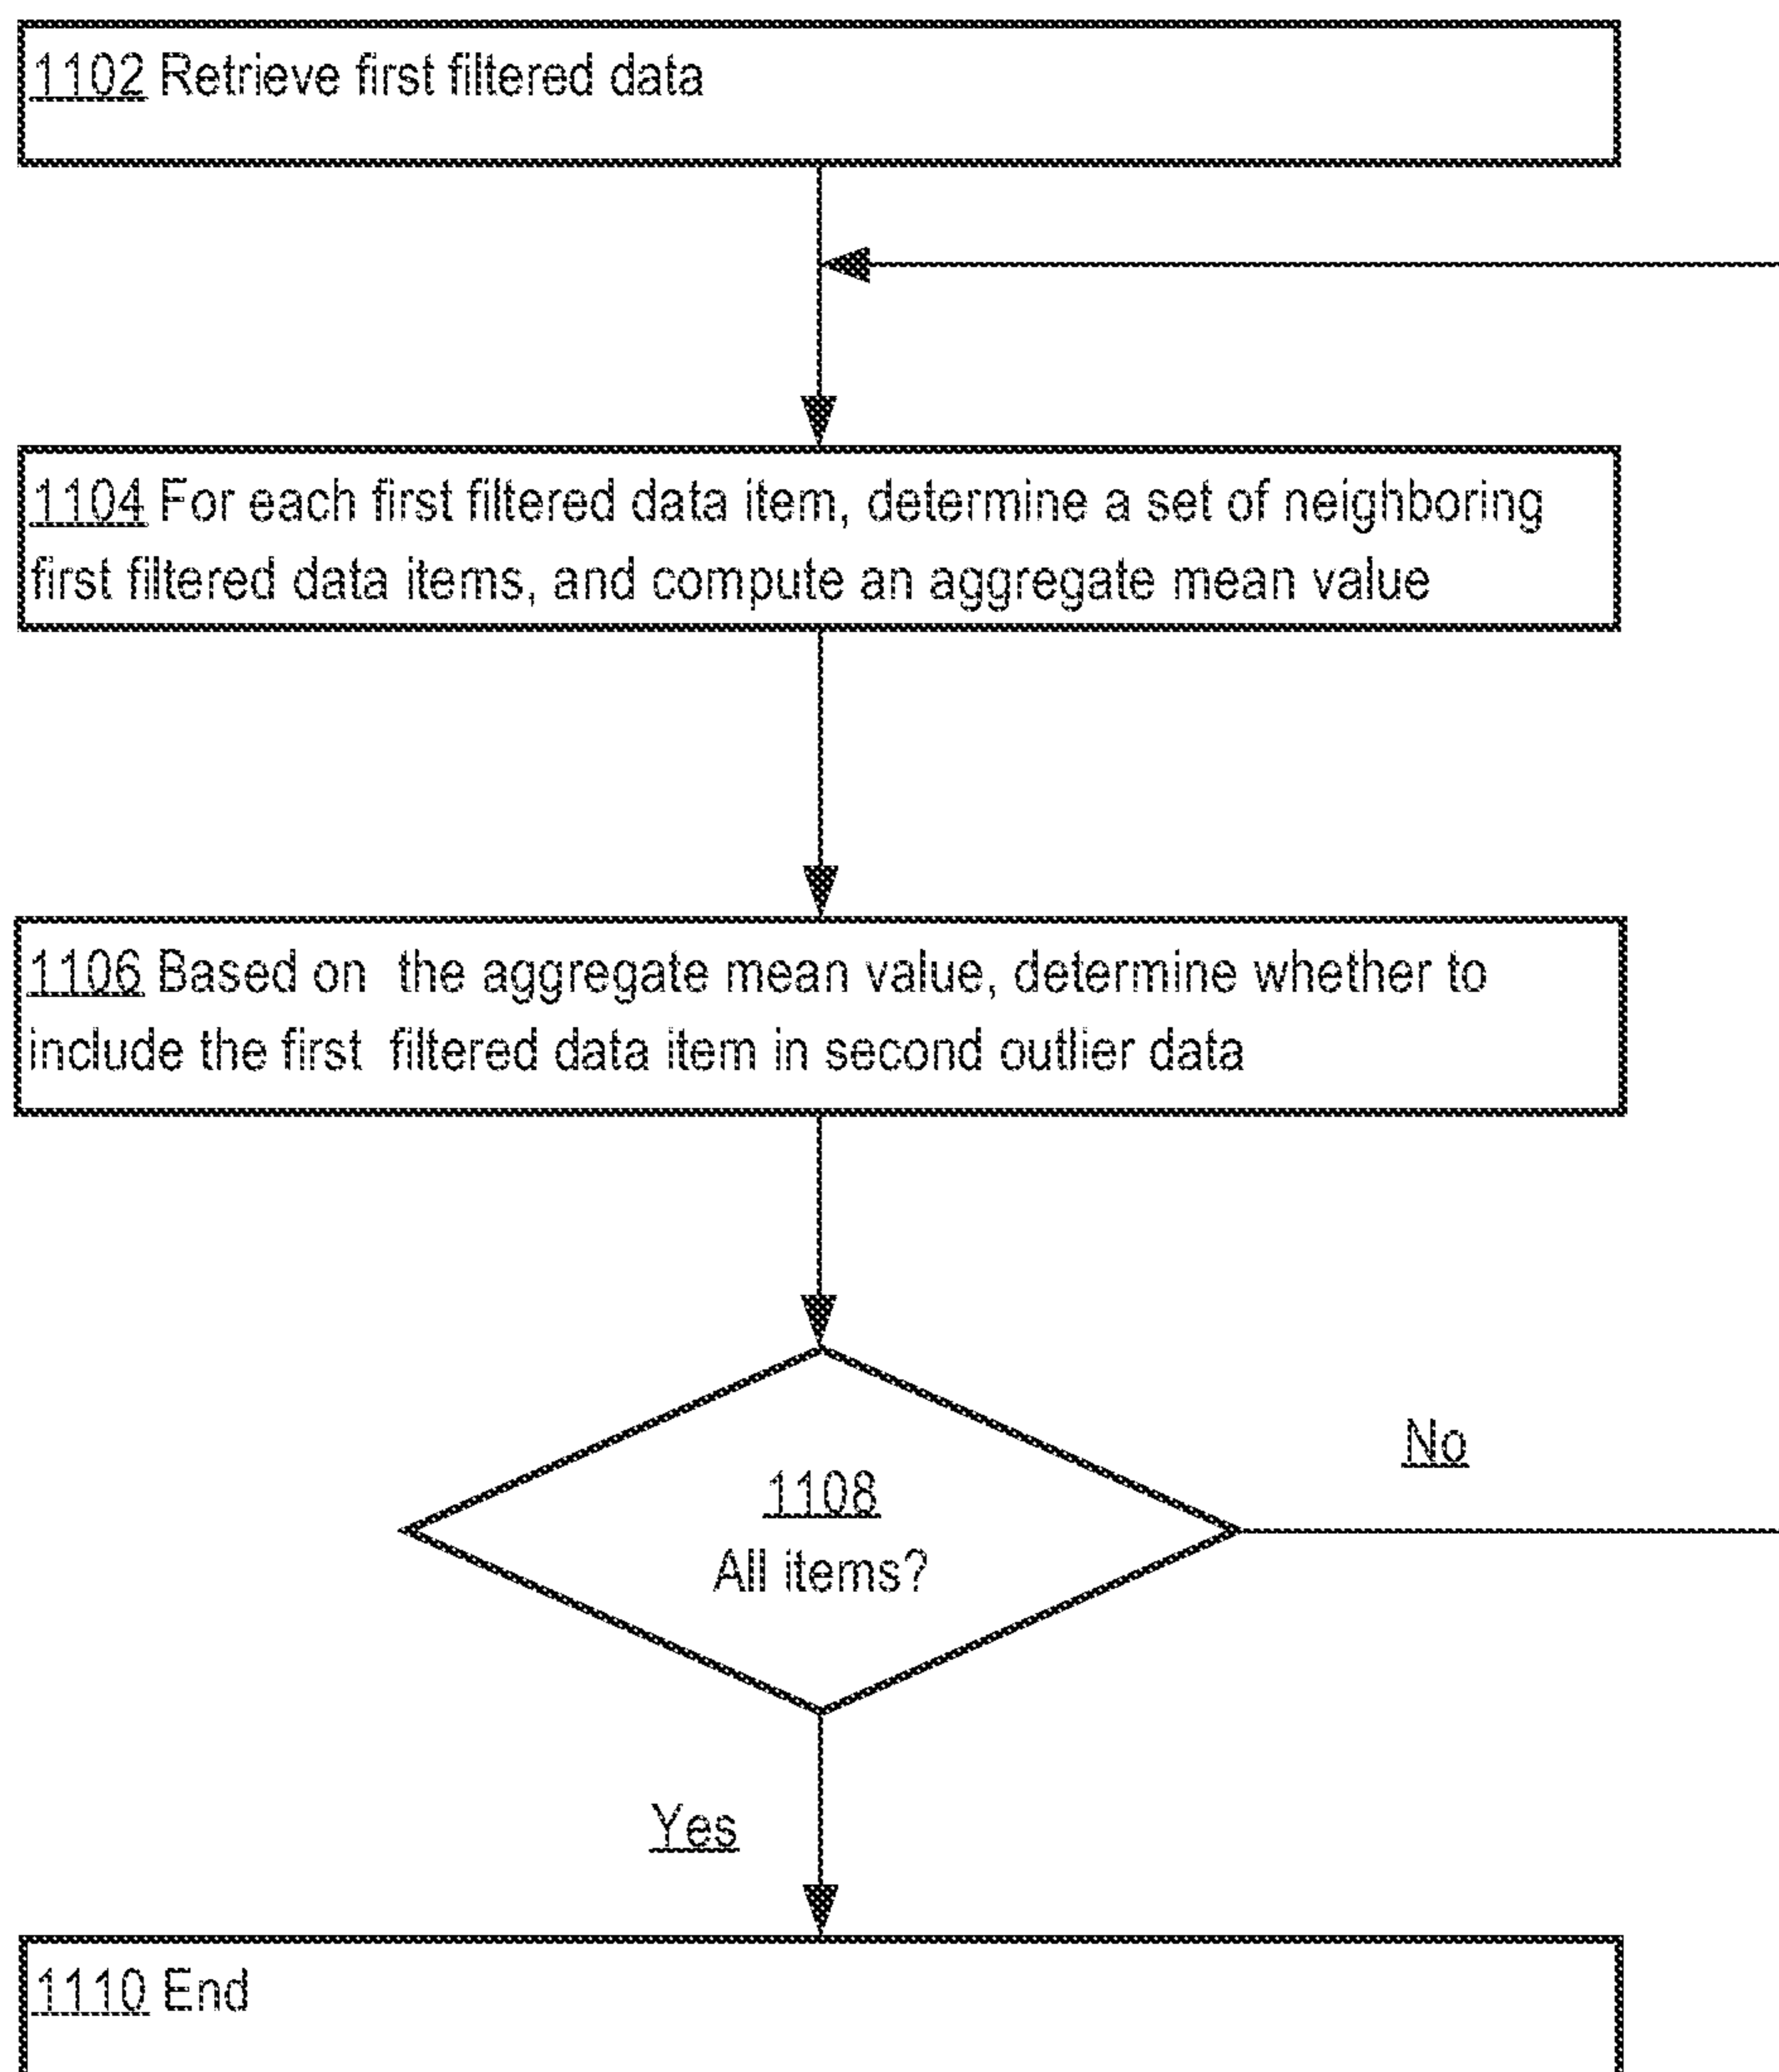 1102 Retrieve first filtered data
1104 For each first filtered data item, determine a set of neighboring
first filtered data items, and compute an aggregate mean value
1106 Based on the aggregate mean value, determine whether to
include the first filtered data item in second outlier data
1108
All items?
No
Yes
1110 End